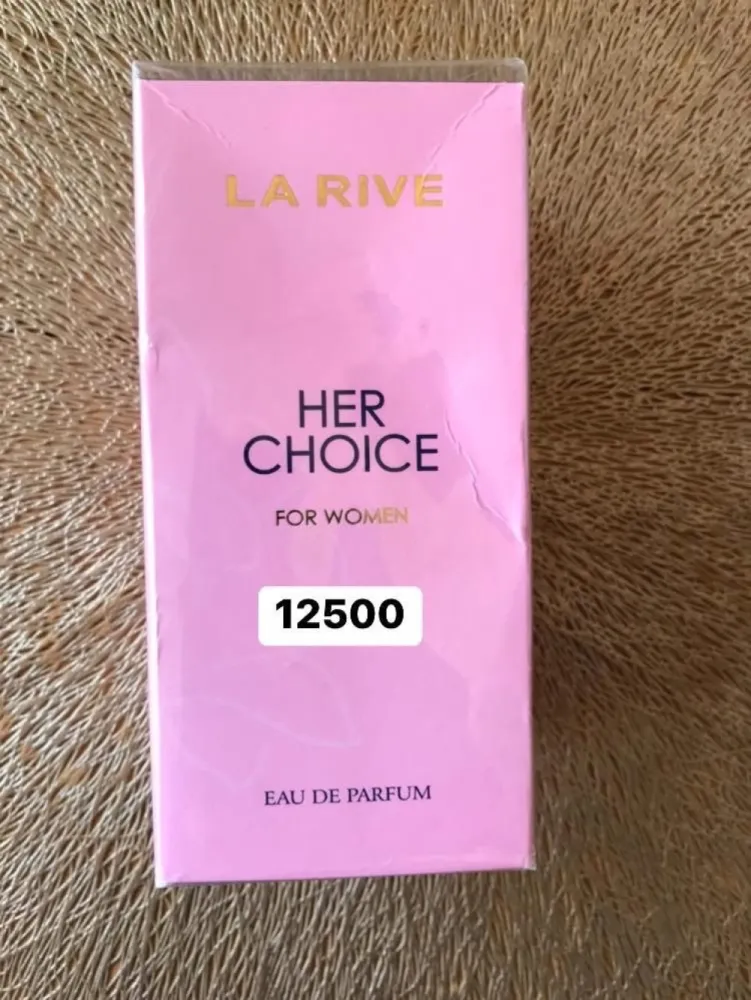 LA RIVE
HER
CHOICE
FOR WOMEN
12500
EAU DE PARFUM